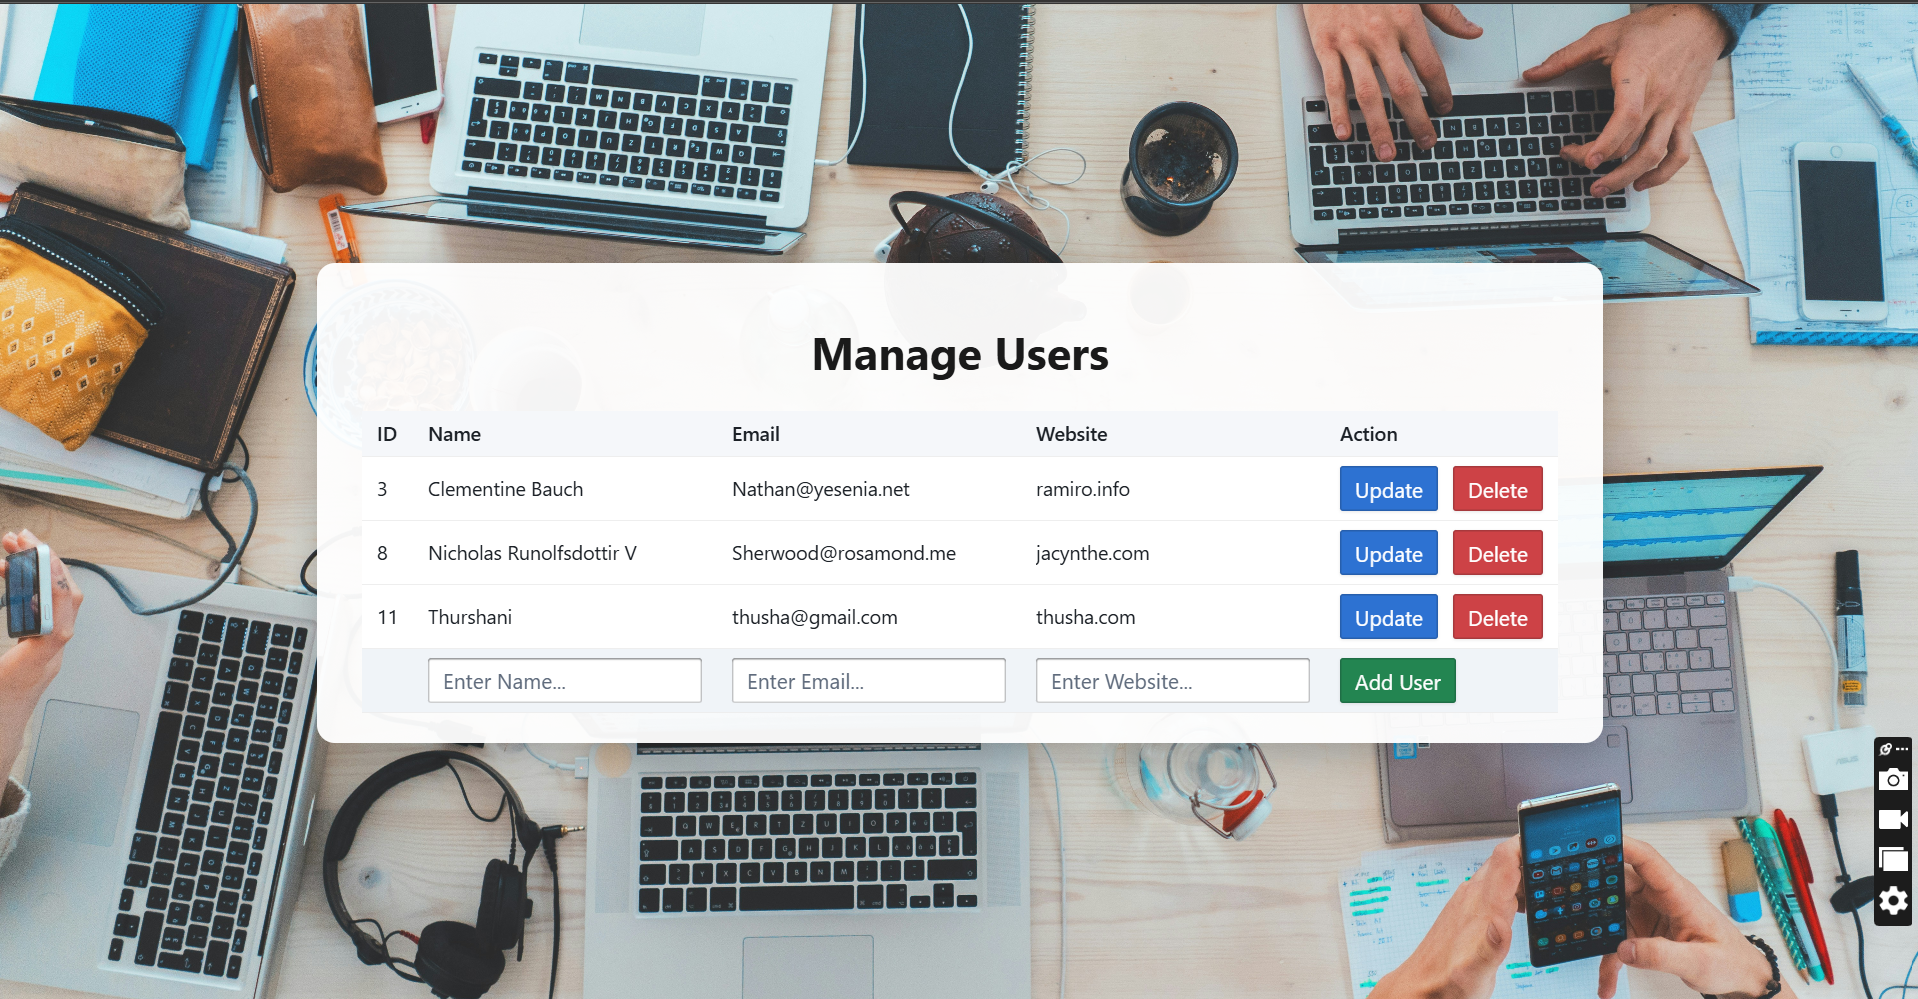 Manage Users
ID Name Email Website Action
3 Clementine Bauch Nathan@yesenia.net ramiro.info Update Delete
8 Nicholas Runolfsdottir V Sherwood@rosamond.me jacynthe.com Update Delete
11 Thurshani thusha@gmail.com thusha.com Update Delete
Enter Name... Enter Email... Enter Website... Add User